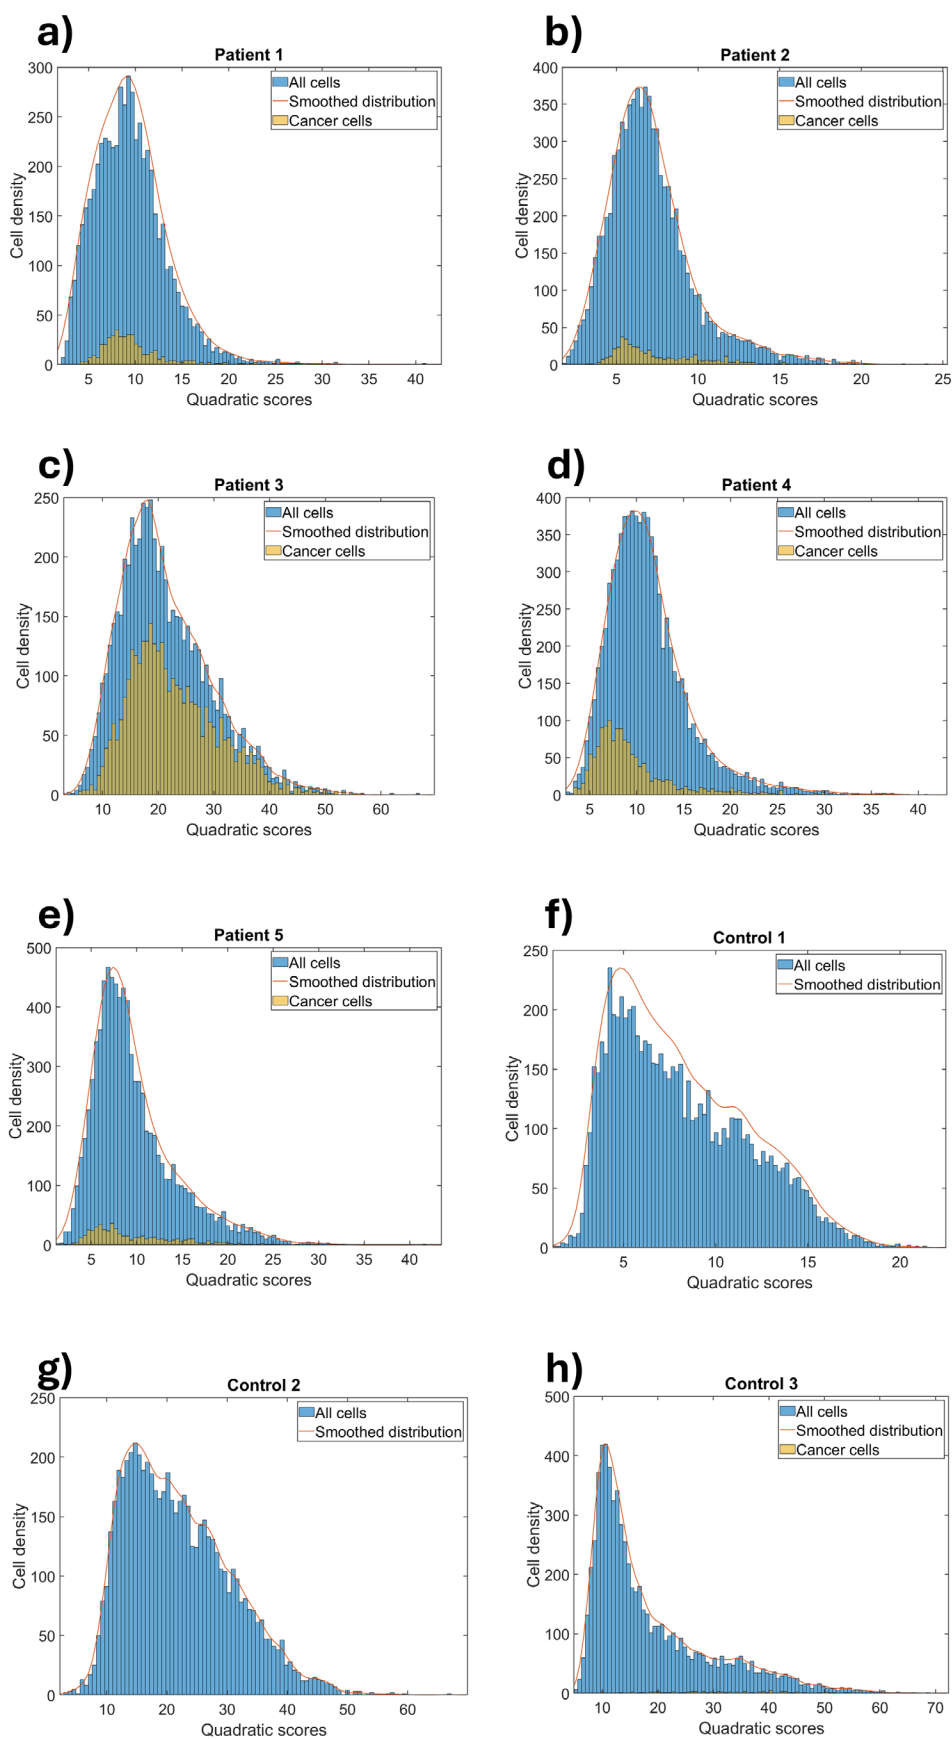 a)
Patient 1
All cells
Smoothed distribution
Cancer cells
Cell density
300
250
200
150
100
50
0
5 10 15 20 25 30 35 40
Quadratic scores
b)
Patient 2
All cells
Smoothed distribution
Cancer cells
Cell density
400
350
300
250
200
150
100
50
0
5 10 15 20 25
Quadratic scores
c)
Patient 3
All cells
Smoothed distribution
Cancer cells
Cell density
250
200
150
100
50
0
10 20 30 40 50 60
Quadratic scores
d)
Patient 4
All cells
Smoothed distribution
Cancer cells
Cell density
400
350
300
250
200
150
100
50
0
5 10 15 20 25 30 35 40
Quadratic scores
e)
Patient 5
All cells
Smoothed distribution
Cancer cells
Cell density
500
400
300
200
100
0
5 10 15 20 25 30 35 40
Quadratic scores
f)
Control 1
All cells
Smoothed distribution
Cell density
250
200
150
100
50
0
5 10 15 20
Quadratic scores
g)
Control 2
All cells
Smoothed distribution
Cell density
250
200
150
100
50
0
10 20 30 40 50 60
Quadratic scores
h)
Control 3
All cells
Smoothed distribution
Cancer cells
Cell density
500
400
300
200
100
0
10 20 30 40 50 60 70
Quadratic scores